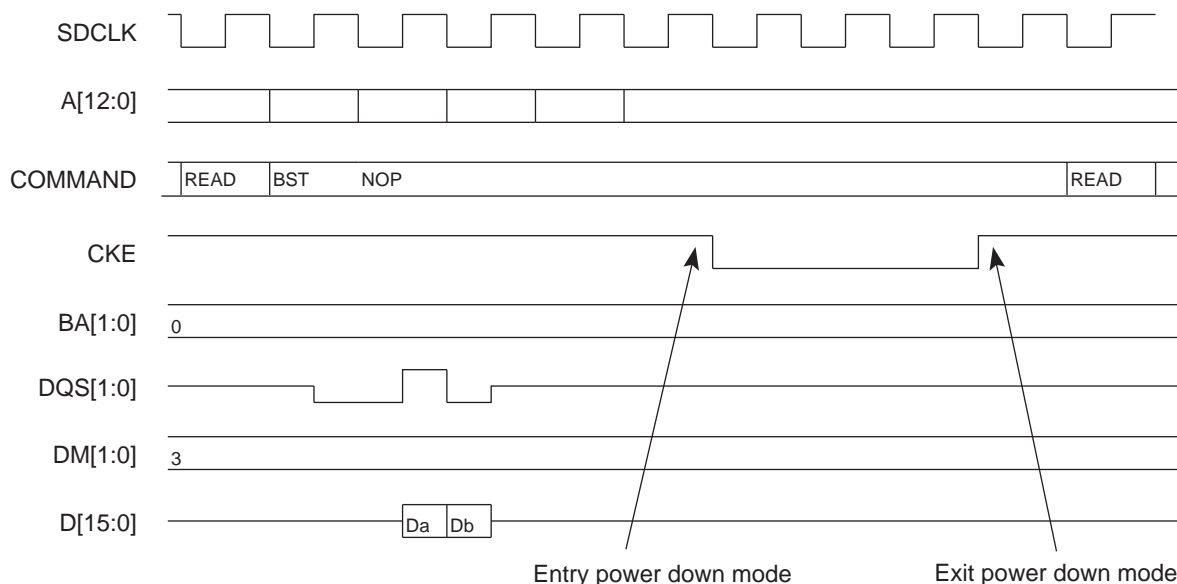 SDCLK
A[12:0]
COMMAND READ BST NOP READ
CKE
BA[1:0] 0
DQS[1:0]
DM[1:0] 3
D[15:0] Da Db
Entry power down mode Exit power down mode